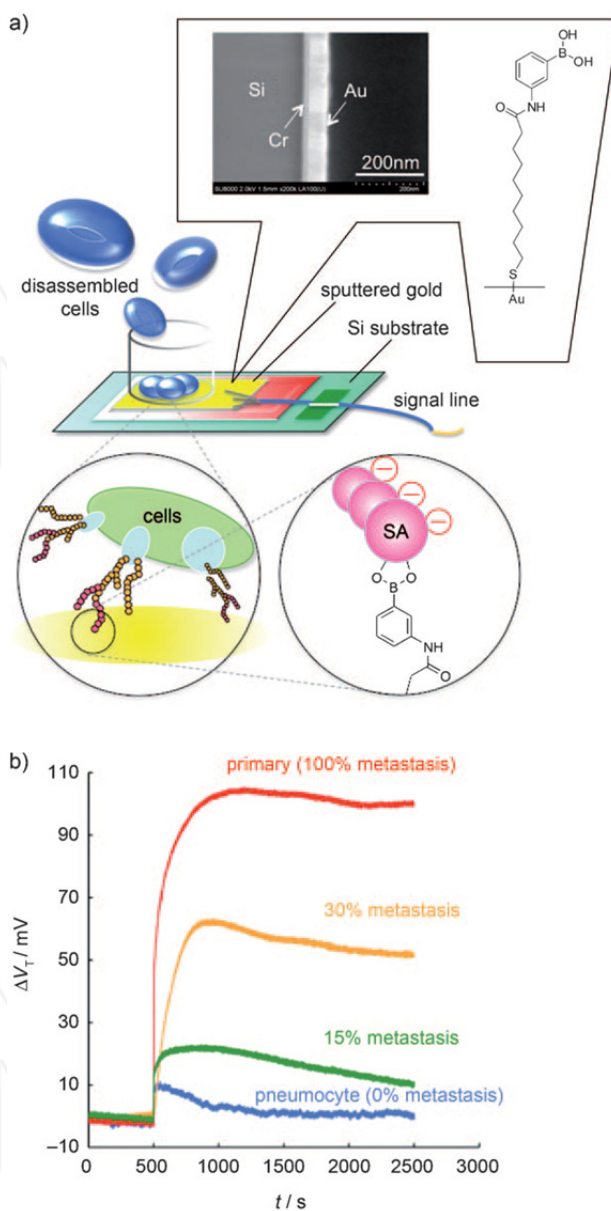 a)
Si
Au
Cr
200nm
SU8000 2.0kV 1.5mm x200k LA100(U)
200nm
OH
B
OH
NH
O
S
Au
disassembled
cells
sputtered gold
Si substrate
signal line
cells
SA
O
O
B
NH
O
b)
110
90
70
50
30
10
–10
ΔVT / mV
primary (100% metastasis)
30% metastasis
15% metastasis
pneumocyte (0% metastasis)
0
500
1000
1500
2000
2500
3000
t / s